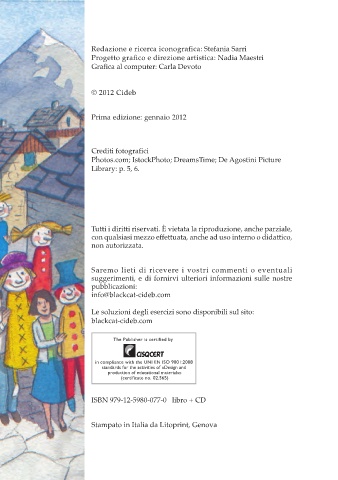 Redazione e ricerca iconografica: Stefania Sarri
Progetto grafico e direzione artistica: Nadia Maestri
Grafica al computer: Carla Devoto
© 2012 Cideb
Prima edizione: gennaio 2012
Crediti fotografici
Photos.com; IstockPhoto; DreamsTime; De Agostini Picture
Library: p. 5, 6.
Tutti i diritti riservati. È vietata la riproduzione, anche parziale,
con qualsiasi mezzo effettuata, anche ad uso interno o didattico,
non autorizzata.
Saremo lieti di ricevere i vostri commenti o eventuali
suggerimenti, e di fornirvi ulteriori informazioni sulle nostre
pubblicazioni:
info@blackcat-cideb.com
Le soluzioni degli esercizi sono disponibili sul sito:
blackcat-cideb.com
The Publisher is certified by
CISQCERT
in compliance with the UNI EN ISO 9001:2008
standards for the activities of «Design and
production of educational materials»
(certificate no. 02.565)
ISBN 979-12-5980-077-0 libro + CD
Stampato in Italia da Litoprint, Genova